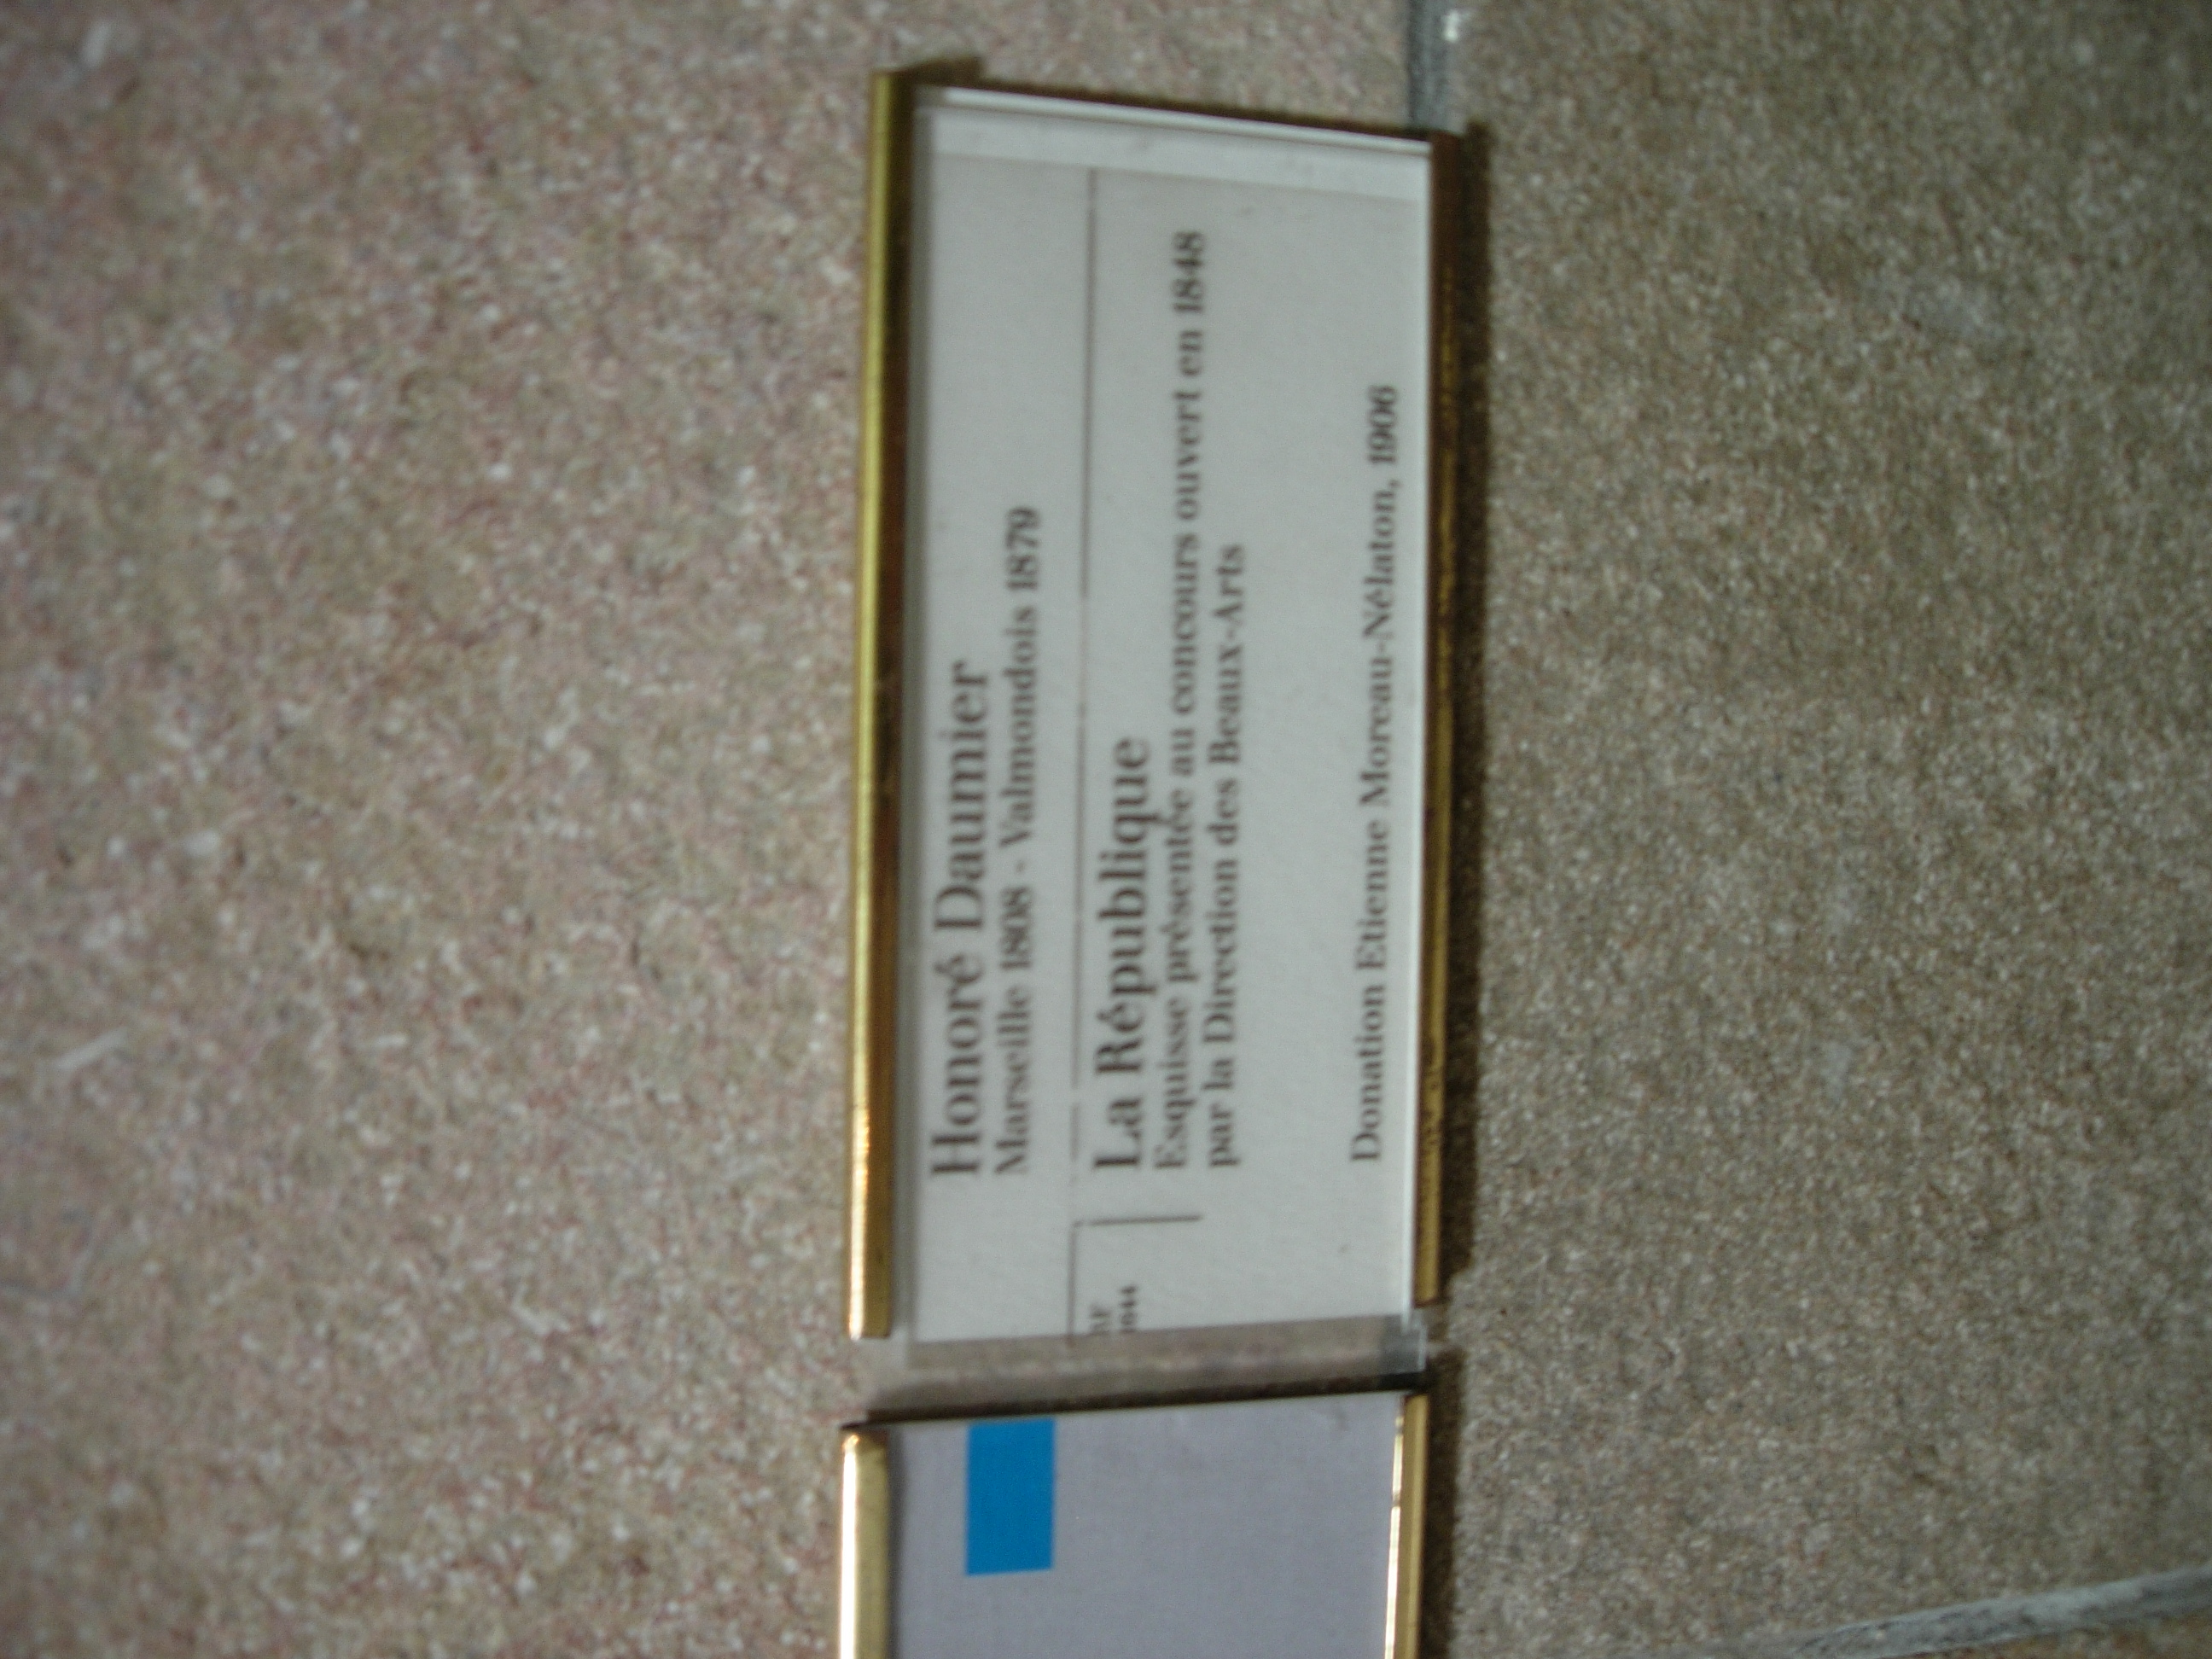 Honoré Daumier
Marseille 1808 - Valmondois 1879
La République
Esquisse présentée au concours ouvert en 1848
par la Direction des Beaux-Arts
Donation Etienne Moreau-Nélaton, 1906